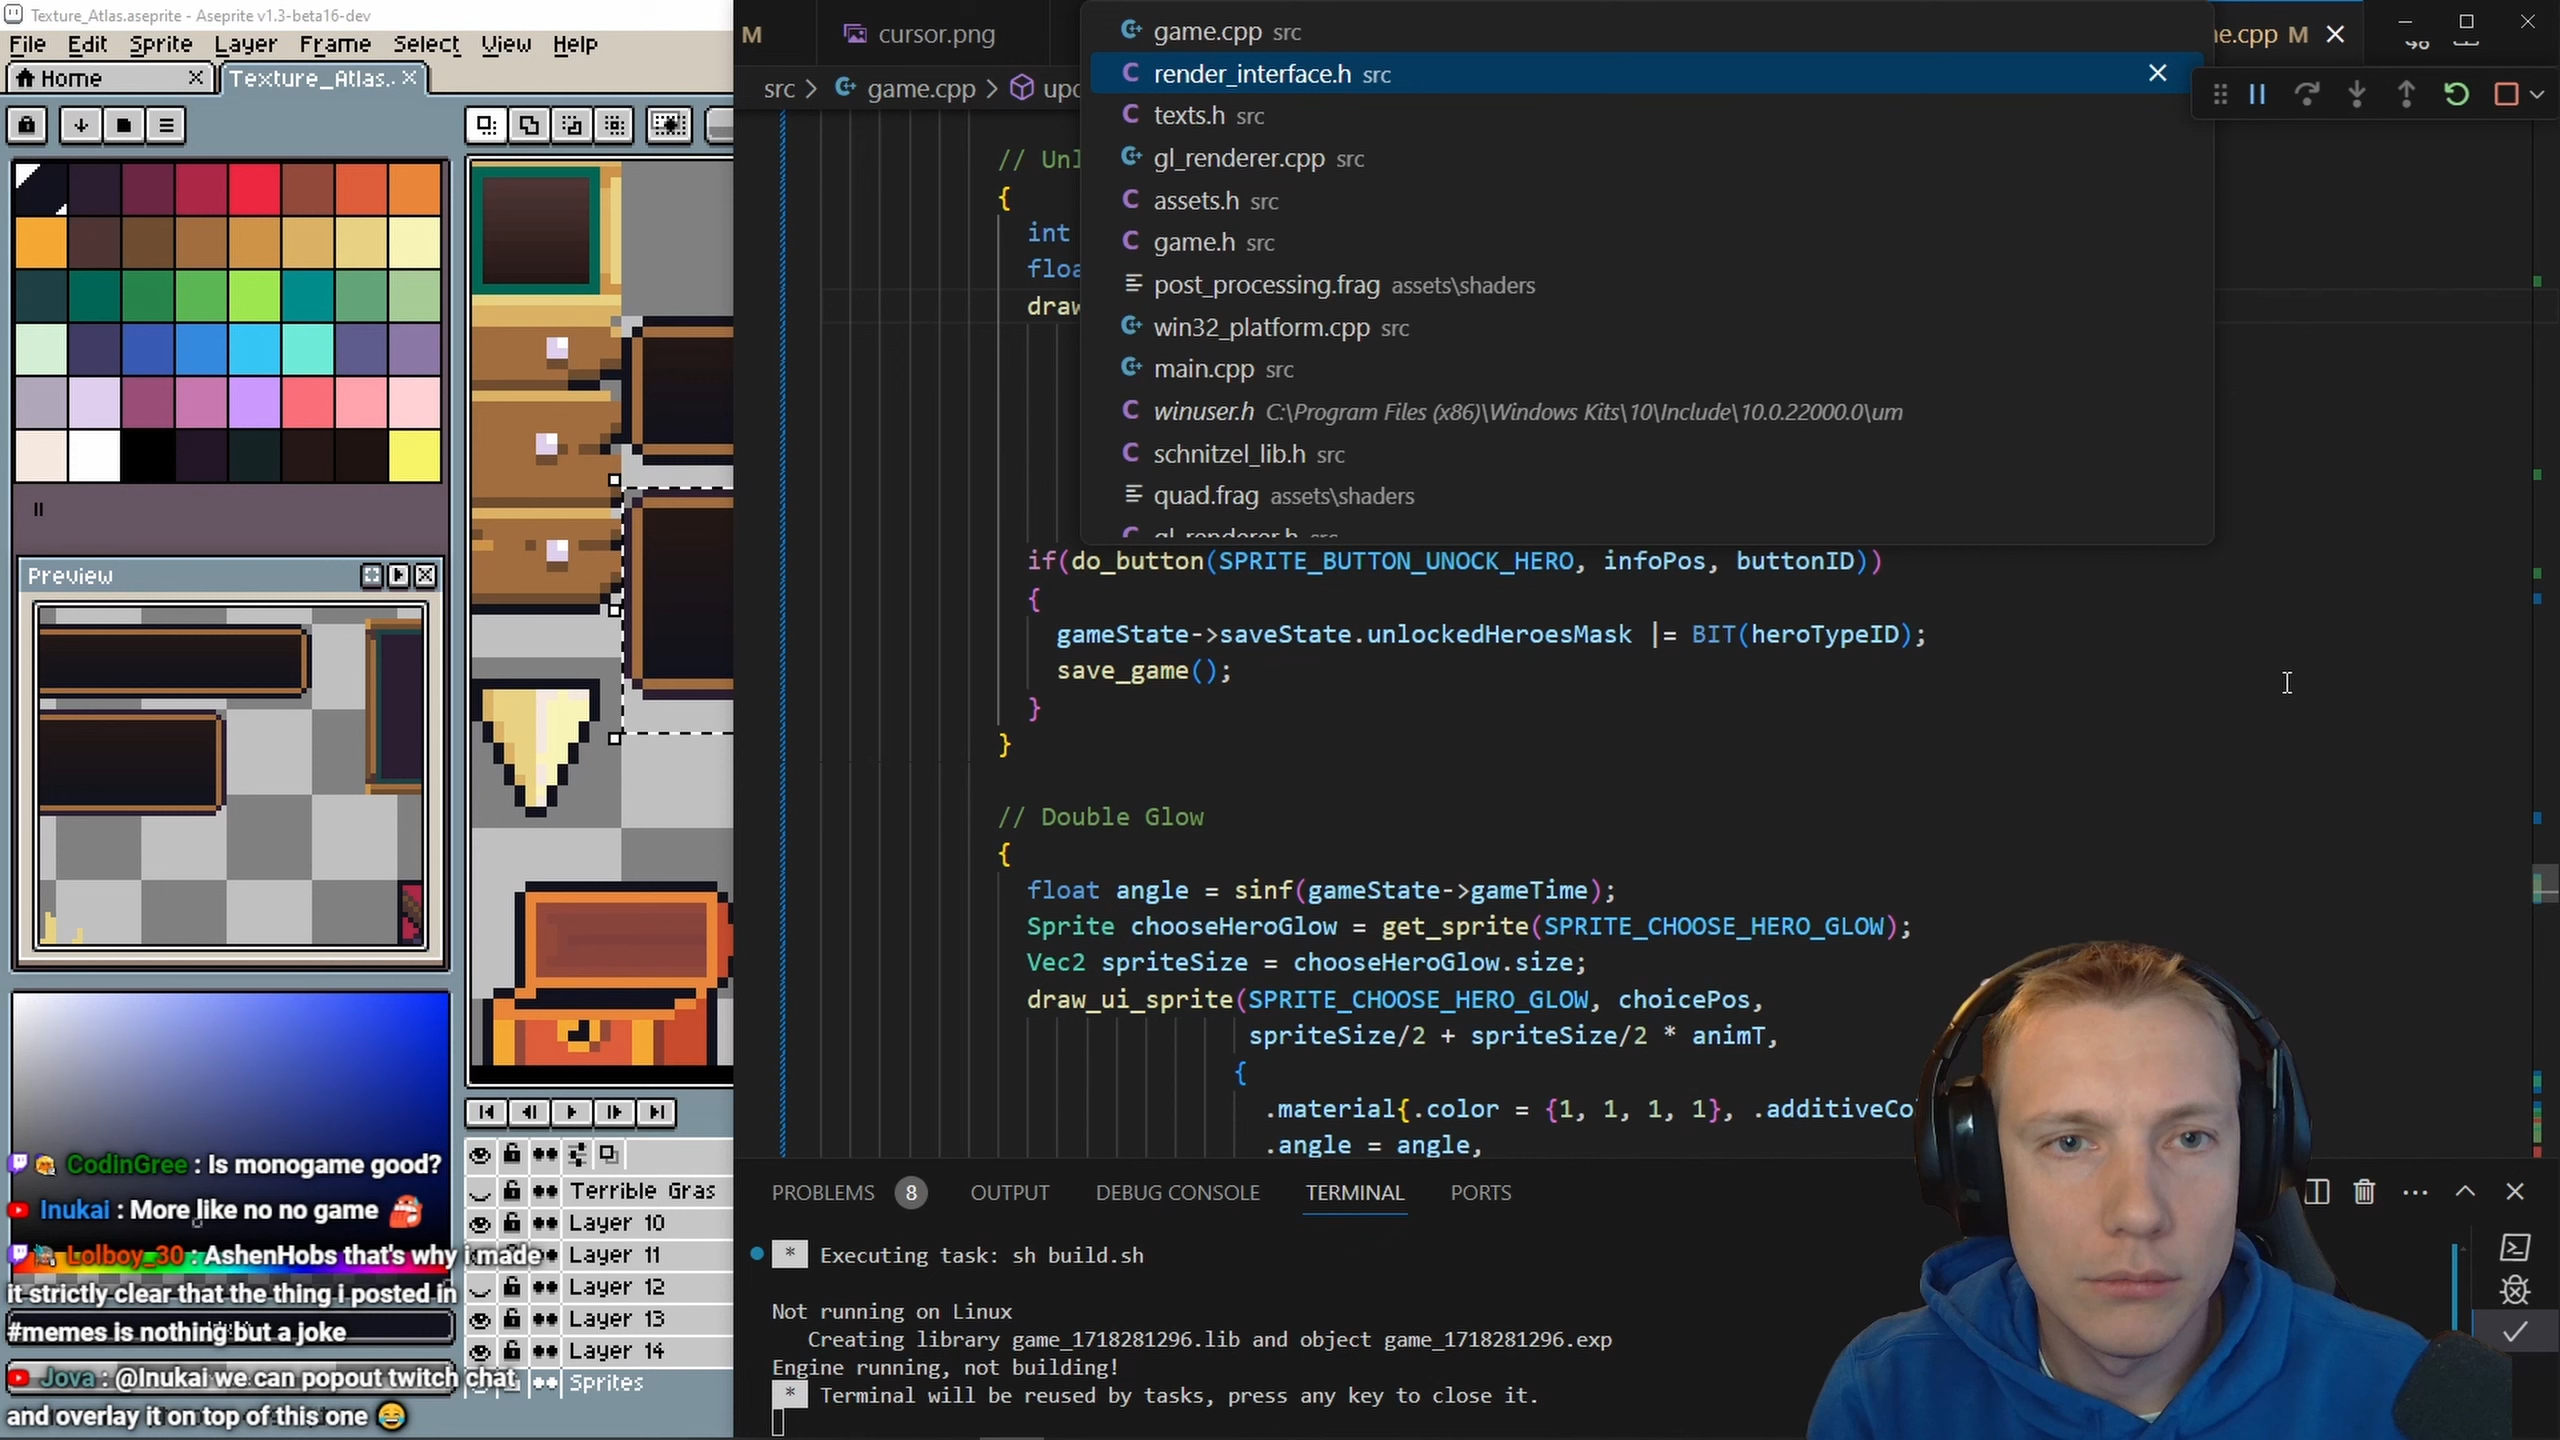 Texture_Atlas.aseprite - Aseprite v1.3-beta16-dev
File Edit Sprite Layer Frame Select View Help
Home
Texture_Atlas.
Preview
CodinGree : Is monogame good?
Inukai : More like no no game
Lolboy_30 : AshenHobs that's why i made
it strictly clear that the thing i posted in
#memes is nothing but a joke
Jova : @Inukai we can popout twitch chat
and overlay it on top of this one
Terrible Gras
Layer 10
Layer 11
Layer 12
Layer 13
Layer 14
Sprites
M
cursor.png
ne.cpp M
src > game.cpp > upd
game.cpp src
render_interface.h src
texts.h src
gl_renderer.cpp src
assets.h src
game.h src
post_processing.frag assets\shaders
win32_platform.cpp src
main.cpp src
winuser.h C:\Program Files (x86)\Windows Kits\10\Include\10.0.22000.0\um
schnitzel_lib.h src
quad.frag assets\shaders
gl_renderer.h src
// Unl
{
int
floa
draw
if(do_button(SPRITE_BUTTON_UNOCK_HERO, infoPos, buttonID))
{
gameState->saveState.unlockedHeroesMask |= BIT(heroTypeID);
save_game();
}
}
// Double Glow
{
float angle = sinf(gameState->gameTime);
Sprite chooseHeroGlow = get_sprite(SPRITE_CHOOSE_HERO_GLOW);
Vec2 spriteSize = chooseHeroGlow.size;
draw_ui_sprite(SPRITE_CHOOSE_HERO_GLOW, choicePos,
spriteSize/2 + spriteSize/2 * animT,
{
.material{.color = {1, 1, 1, 1}, .additiveCo
.angle = angle,
PROBLEMS 8 OUTPUT DEBUG CONSOLE TERMINAL PORTS
* Executing task: sh build.sh
Not running on Linux
Creating library game_1718281296.lib and object game_1718281296.exp
Engine running, not building!
* Terminal will be reused by tasks, press any key to close it.